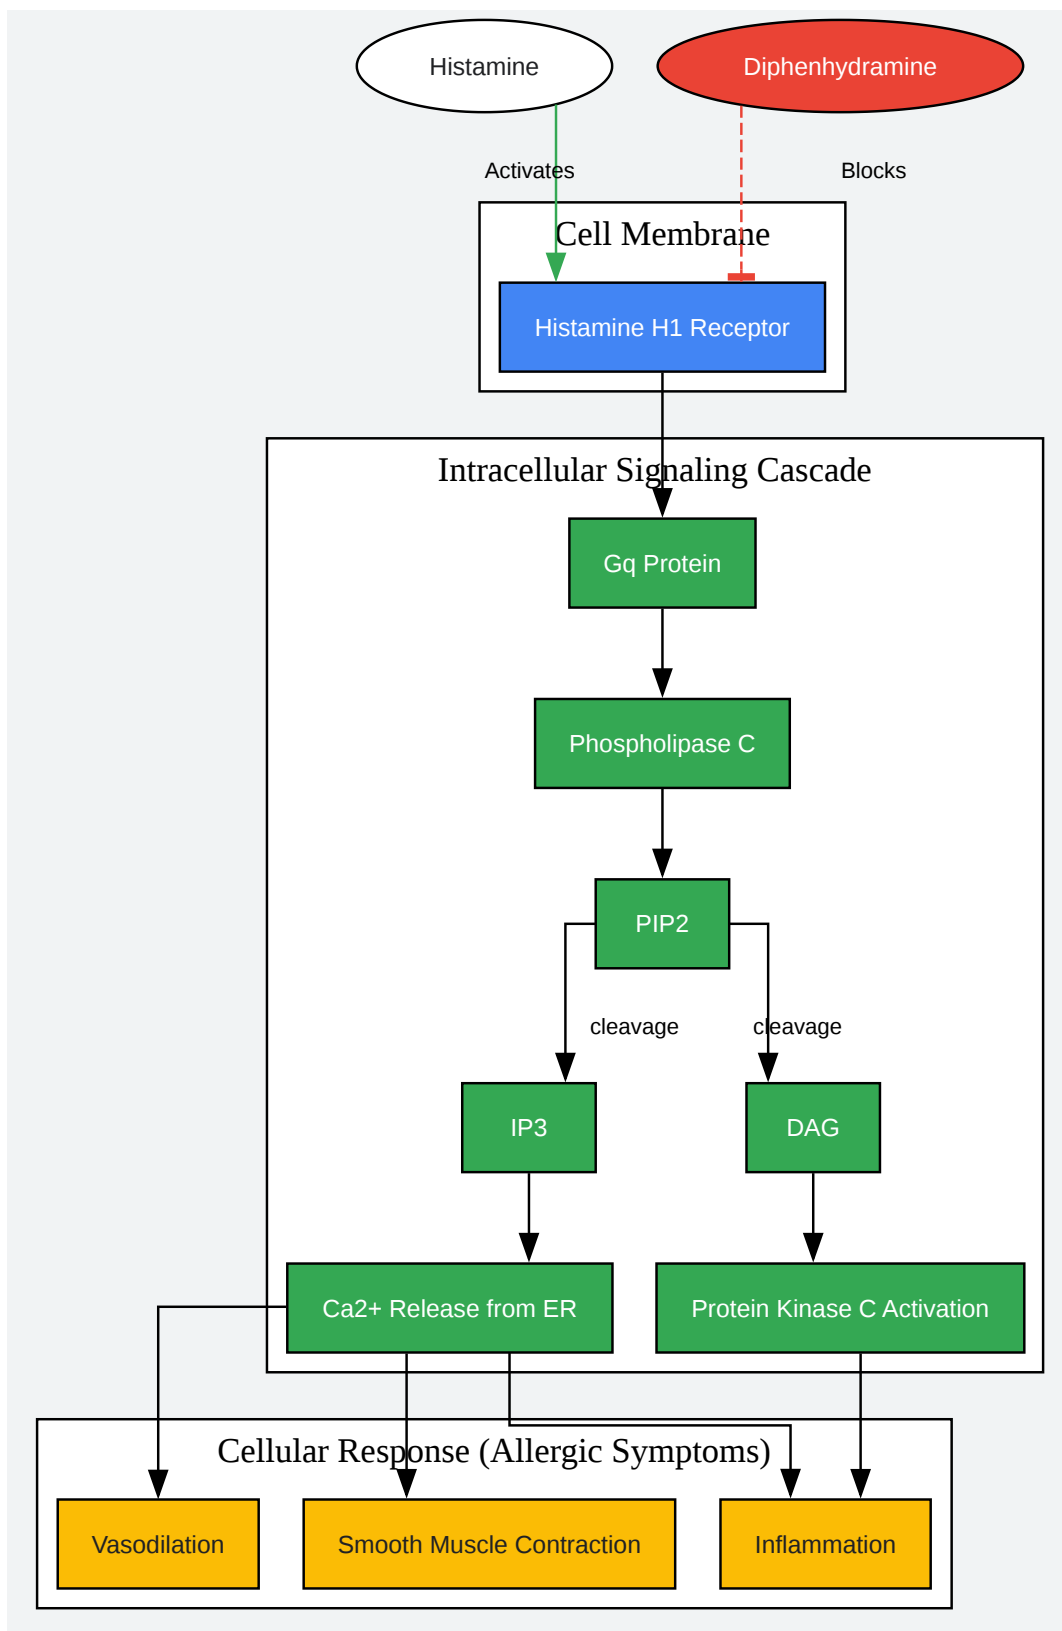 Histamine
Diphenhydramine
Activates
Blocks
Cell Membrane
Histamine H1 Receptor
Intracellular Signaling Cascade
Gq Protein
Phospholipase C
PIP2
cleavage
cleavage
IP3
DAG
Ca2+ Release from ER
Protein Kinase C Activation
Cellular Response (Allergic Symptoms)
Vasodilation
Smooth Muscle Contraction
Inflammation